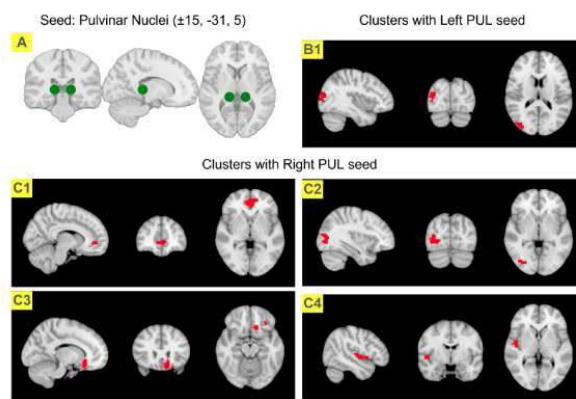 Seed: Pulvinar Nuclei (±15, -31, 5)
Clusters with Left PUL seed
A
B1
Clusters with Right PUL seed
C1
C2
C3
C4